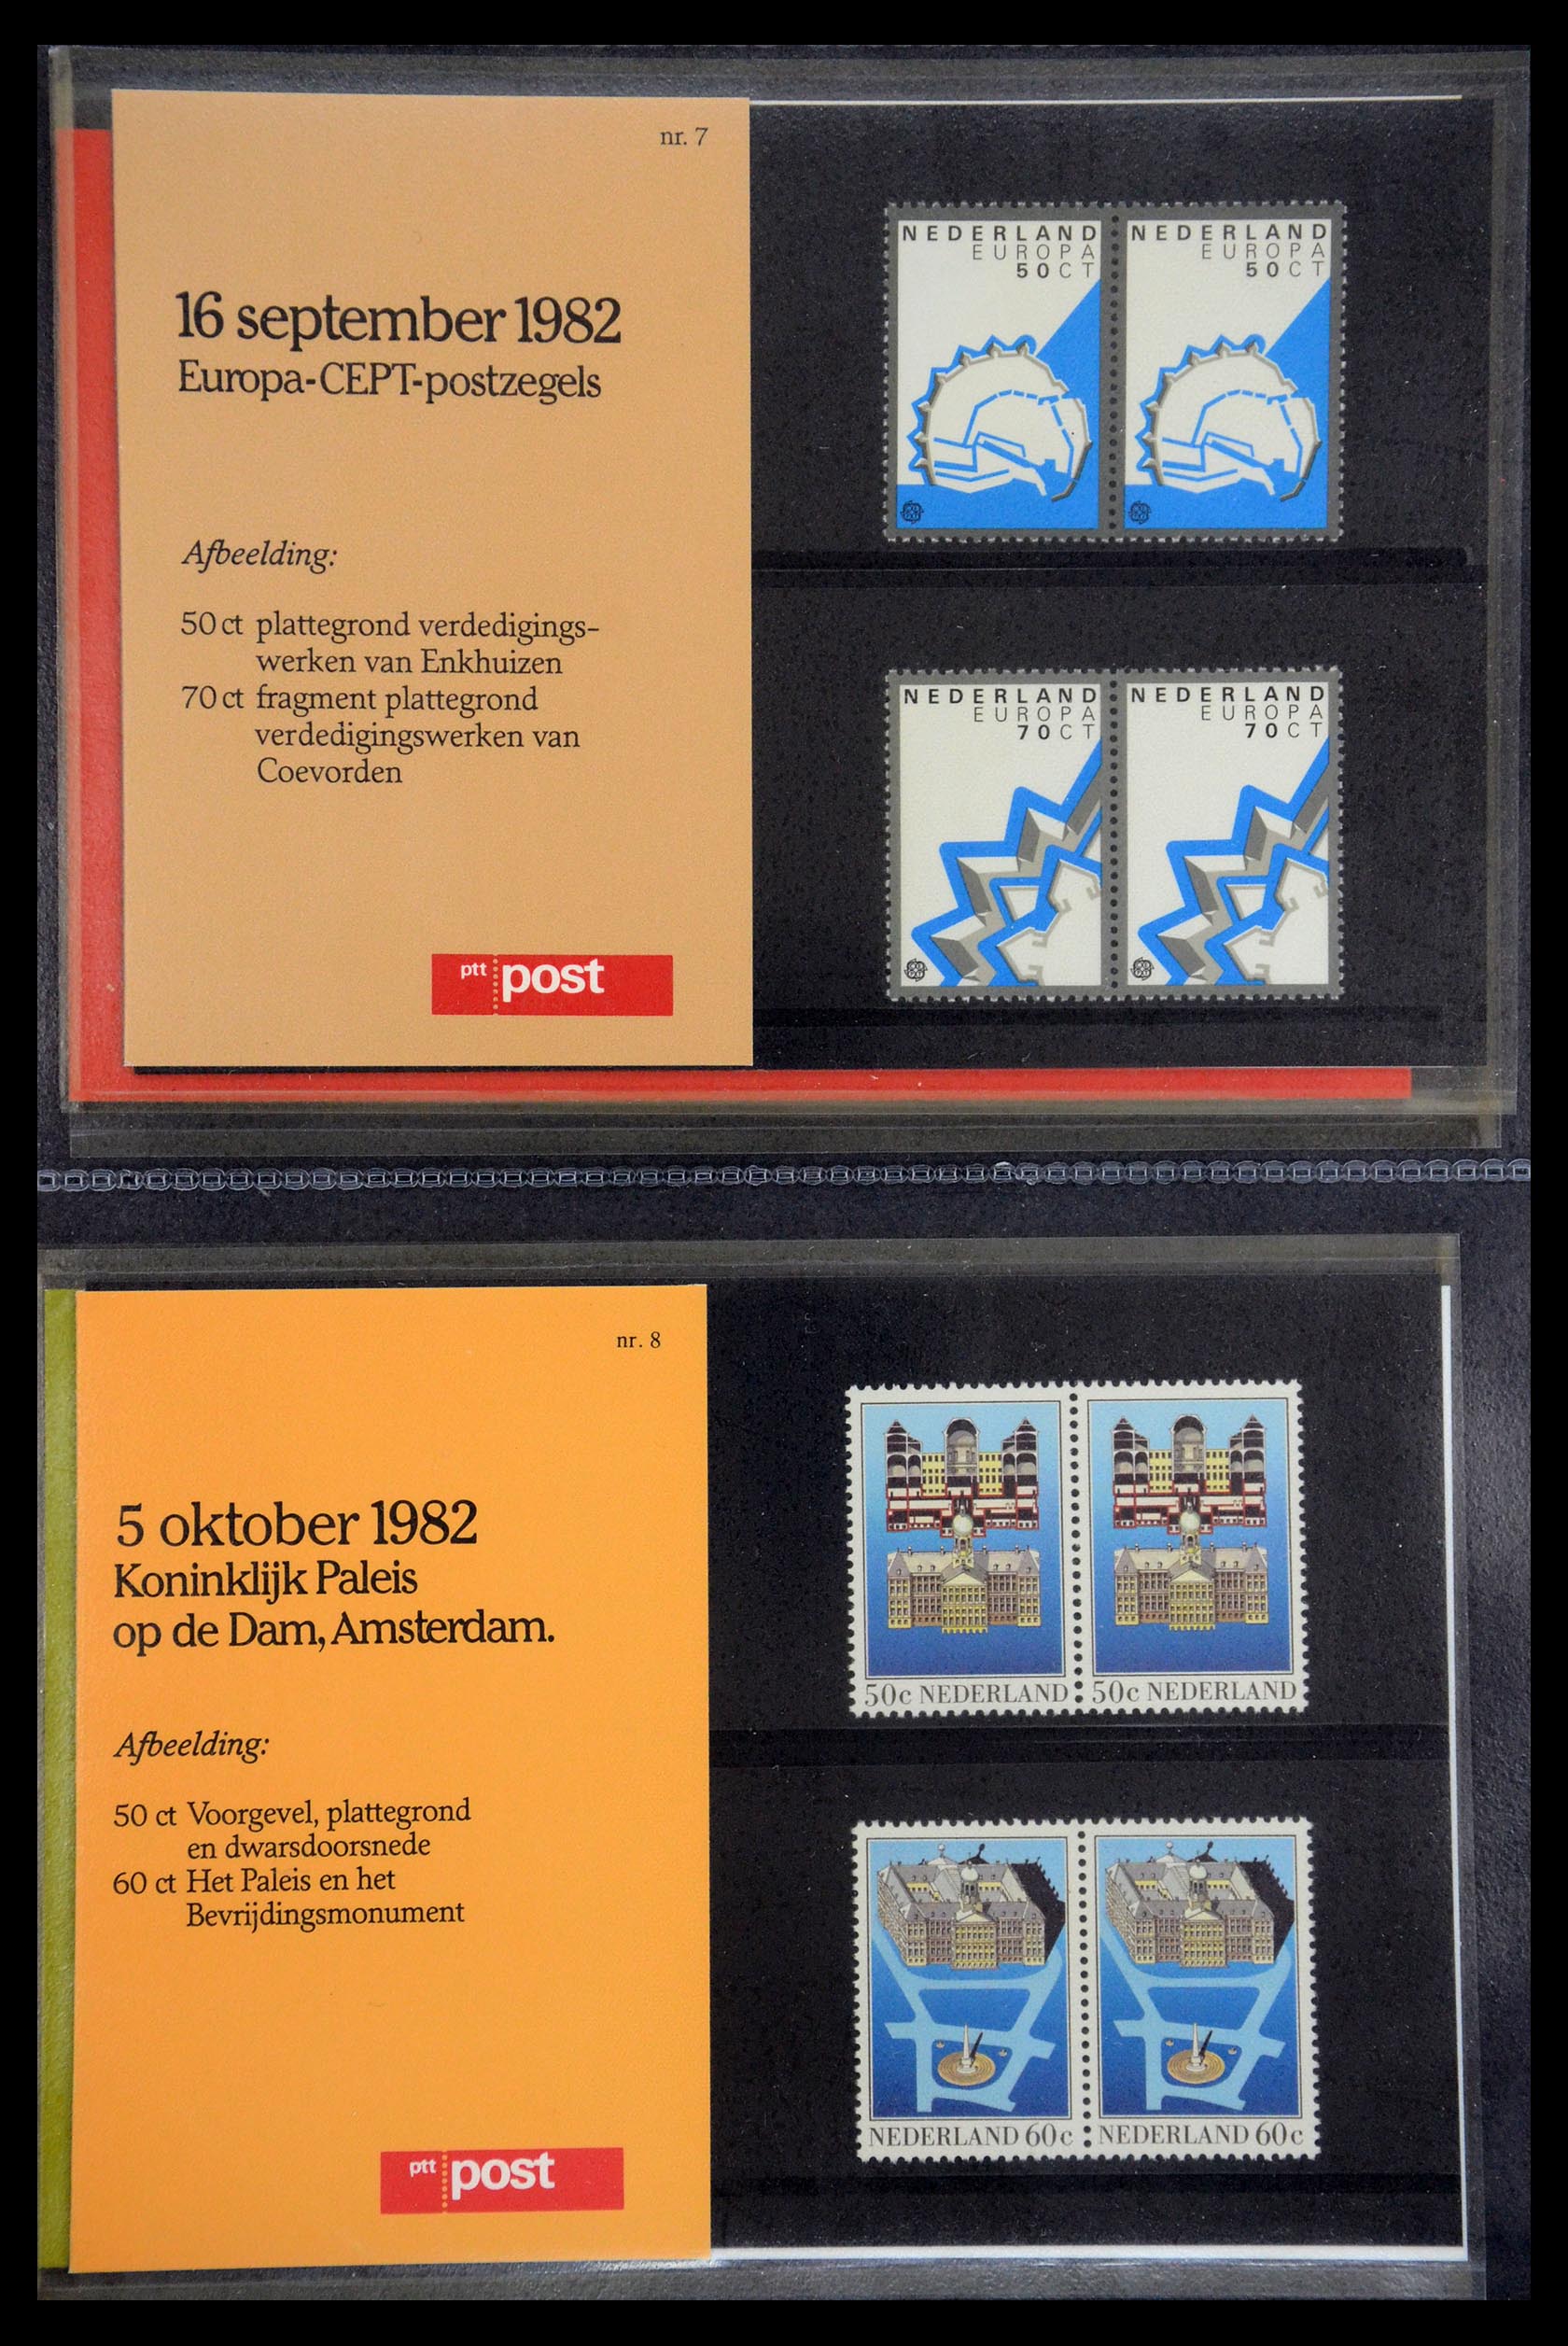 nr. 7
16 september 1982
Europa-CEPT-postzegels
Afbeelding:
50 ct plattegrond verdedigings-
werken van Enkhuizen
70 ct fragment plattegrond
verdedigingswerken van
Coevorden
ptt post
NEDERLAND
EUROPA
50 CT
NEDERLAND
EUROPA
50 CT
NEDERLAND
EUROPA
70 CT
NEDERLAND
EUROPA
70 CT
nr. 8
5 oktober 1982
Koninklijk Paleis
op de Dam, Amsterdam.
Afbeelding:
50 ct Voorgevel, plattegrond
en dwarsdoorsnede
60 ct Het Paleis en het
Bevrijdingsmonument
ptt post
50c NEDERLAND
50c NEDERLAND
NEDERLAND 60c
NEDERLAND 60c